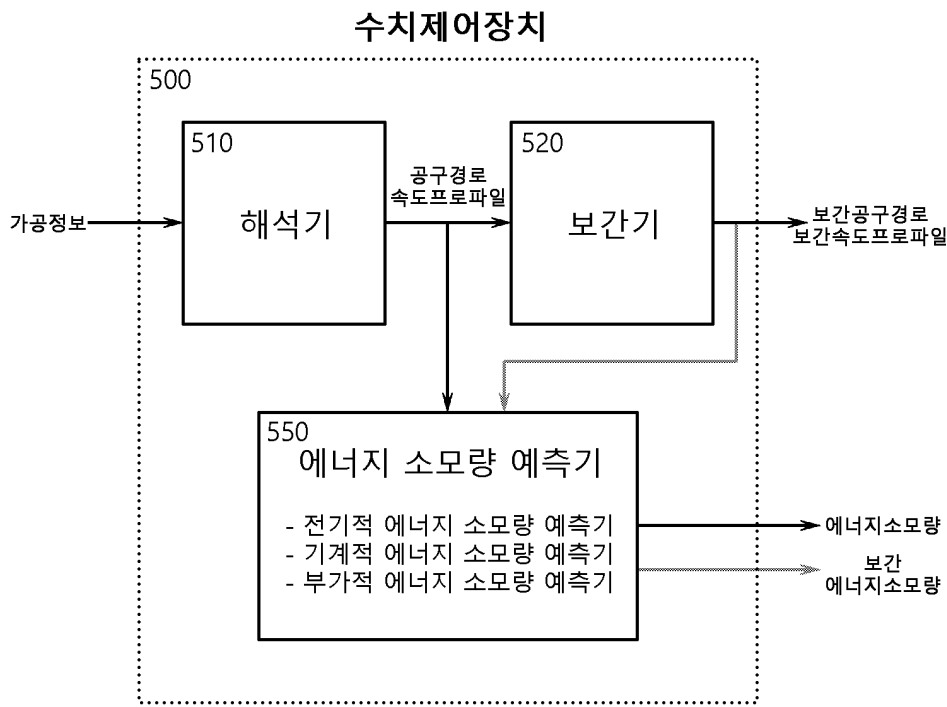 수치제어장치
500
510
520
공구경로
속도프로파일
가공정보
해석기
보간기
보간공구경로
보간속도프로파일
550
에너지 소모량 예측기
- 전기적 에너지 소모량 예측기
- 기계적 에너지 소모량 예측기
- 부가적 에너지 소모량 예측기
에너지소모량
보간
에너지소모량